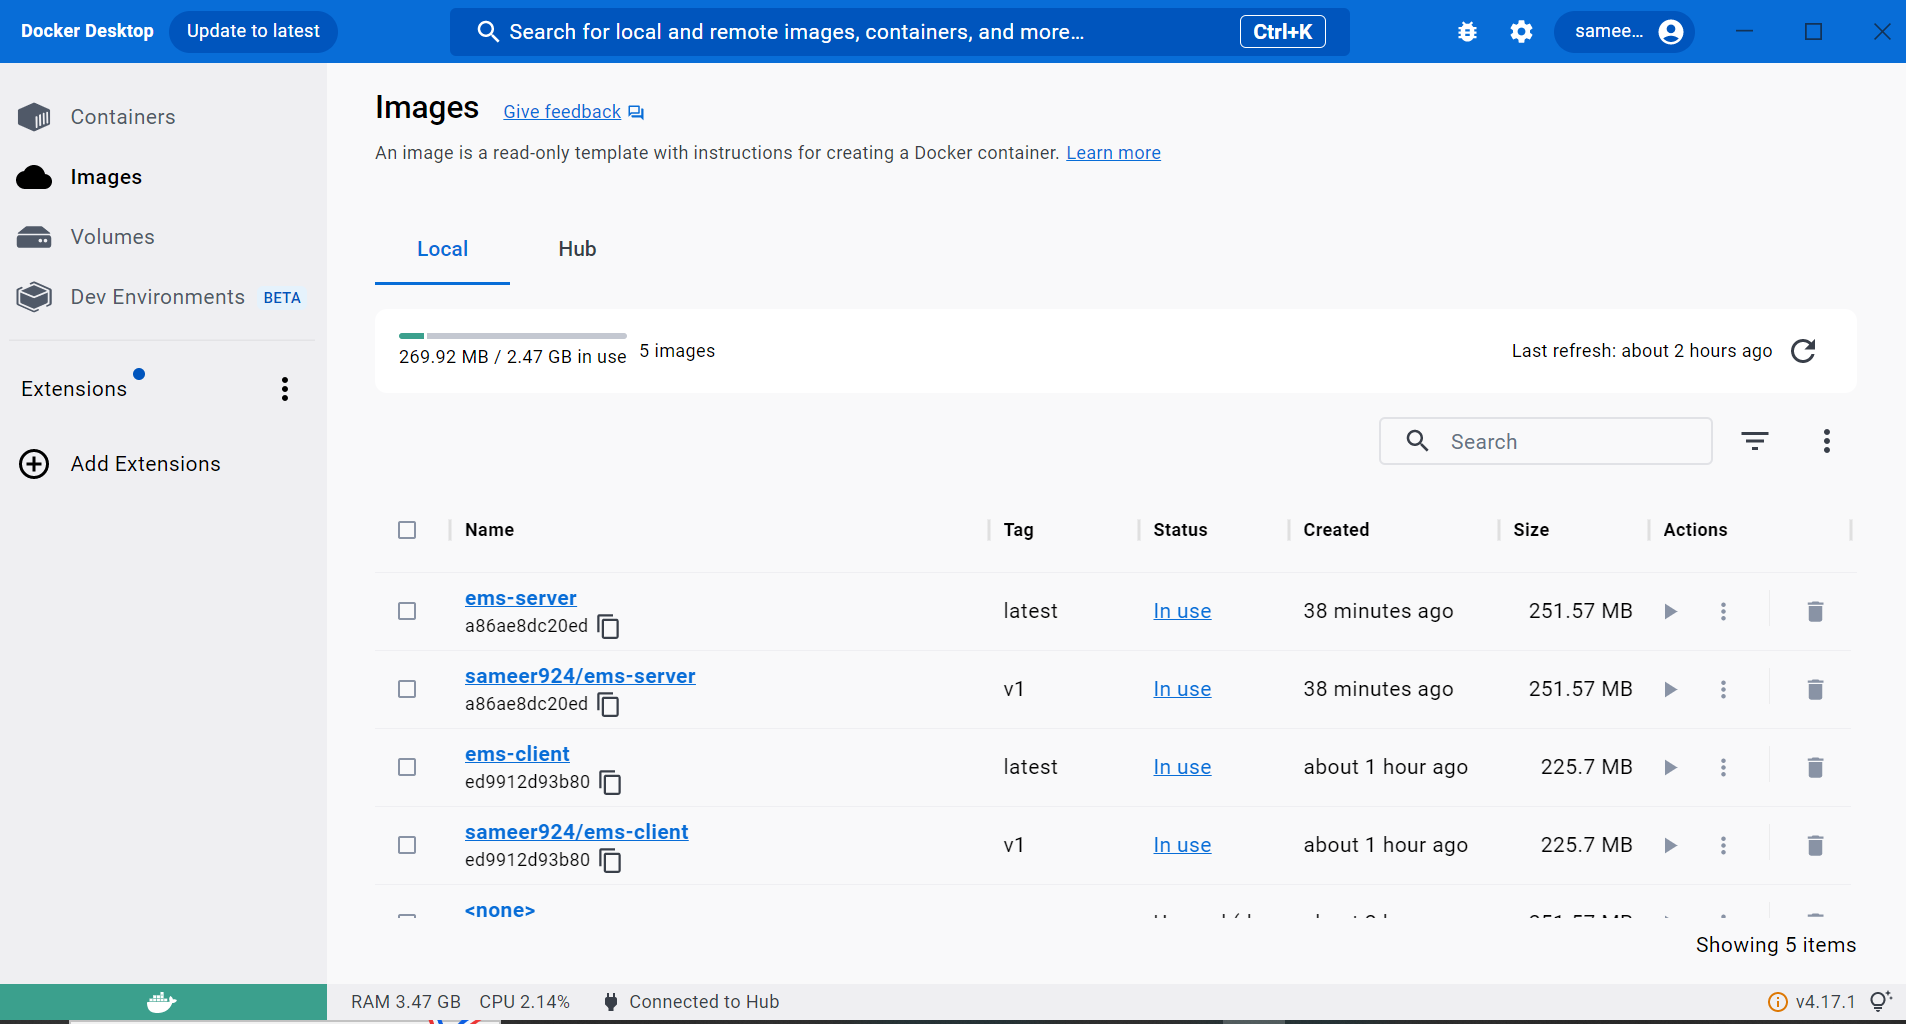 Docker Desktop Update to latest Search for local and remote images, containers, and more... Ctrl+K samee...
Containers
Images
Volumes
Dev Environments BETA
Extensions
Add Extensions
Images Give feedback
An image is a read-only template with instructions for creating a Docker container. Learn more
Local Hub
269.92 MB / 2.47 GB in use 5 images Last refresh: about 2 hours ago
Search
Name Tag Status Created Size Actions
ems-server
a86ae8dc20ed latest In use 38 minutes ago 251.57 MB
sameer924/ems-server
a86ae8dc20ed v1 In use 38 minutes ago 251.57 MB
ems-client
ed9912d93b80 latest In use about 1 hour ago 225.7 MB
sameer924/ems-client
ed9912d93b80 v1 In use about 1 hour ago 225.7 MB
<none>
Showing 5 items
RAM 3.47 GB CPU 2.14% Connected to Hub v4.17.1